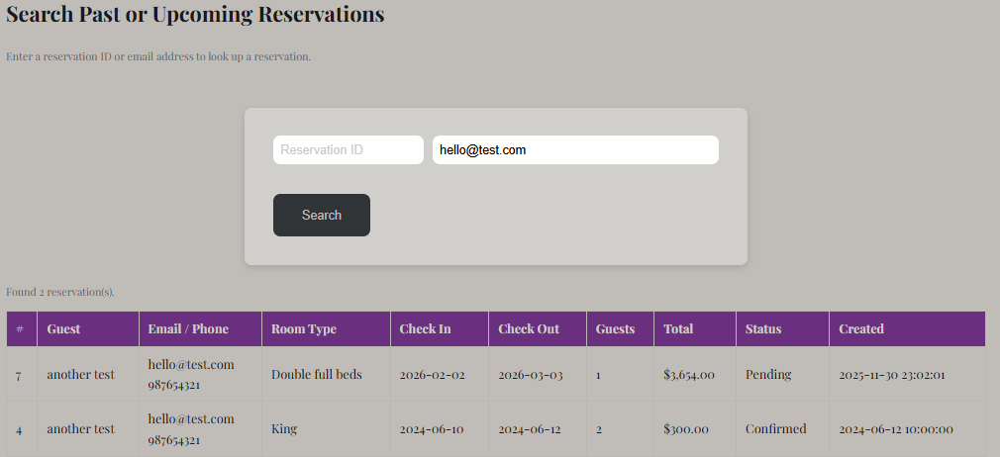 Search Past or Upcoming Reservations
Enter a reservation ID or email address to look up a reservation.
Reservation ID hello@test.com
Search
Found 2 reservation(s).
# Guest Email / Phone Room Type Check In Check Out Guests Total Status Created
7 another test hello@test.com 987654321 Double full beds 2026-02-02 2026-03-03 1 $3,654.00 Pending 2025-11-30 23:02:01
4 another test hello@test.com 987654321 King 2024-06-10 2024-06-12 2 $300.00 Confirmed 2024-06-12 10:00:00